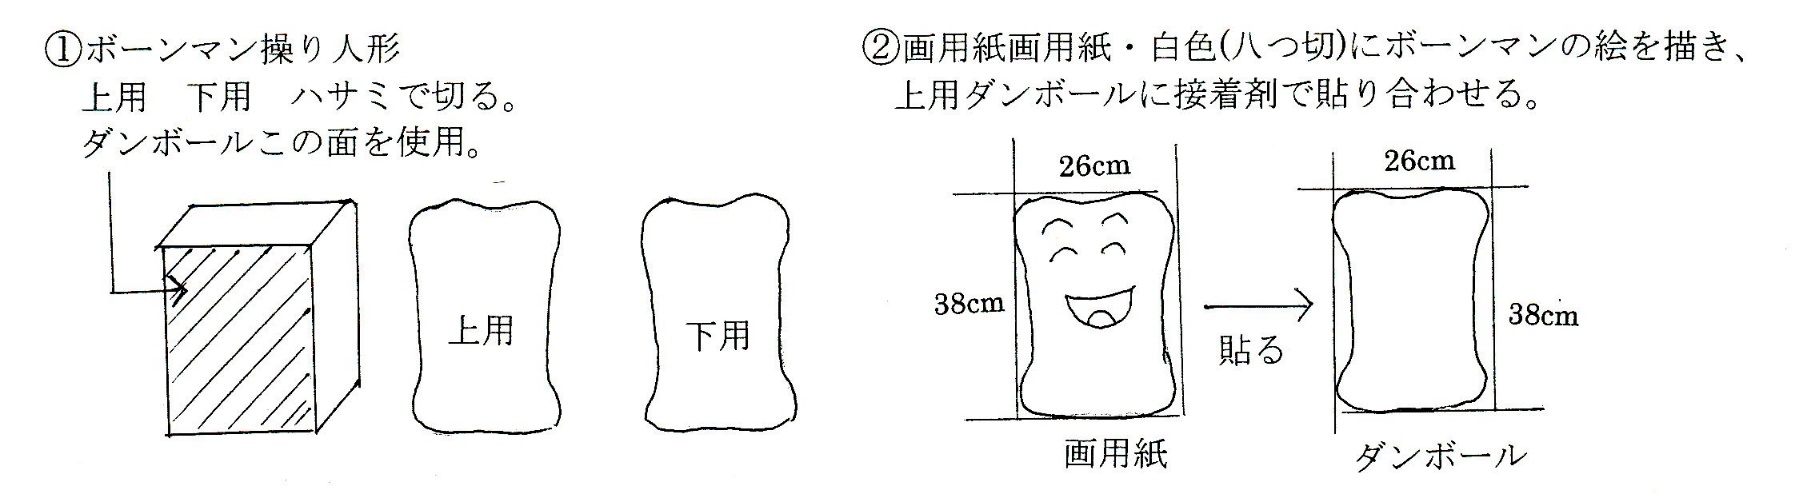 ①ボーンマン操り人形
上用　下用　ハサミで切る。
ダンボールこの面を使用。
上用
下用
②画用紙画用紙・白色(八つ切)にボーンマンの絵を描き、
上用ダンボールに接着剤で貼り合わせる。
26cm
38cm
画用紙
貼る
26cm
38cm
ダンボール